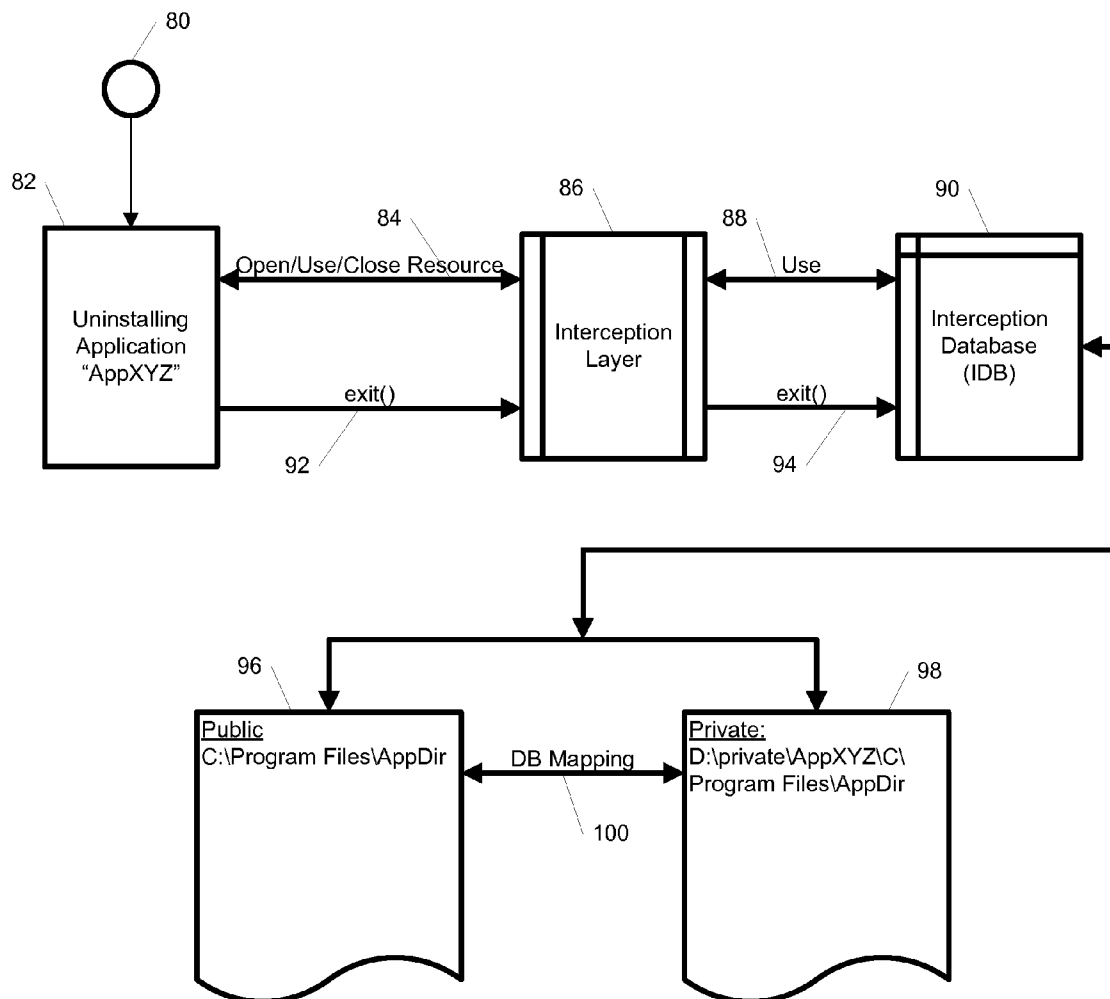 80
82
84
86
88
90
Open/Use/Close Resource
Use
Uninstalling
Application
“AppXYZ”
Interception
Layer
Interception
Database
(IDB)
exit()
exit()
92
94
96
98
Public
C:\Program Files\AppDir
DB Mapping
100
Private:
D:\private\AppXYZ\C\
Program Files\AppDir